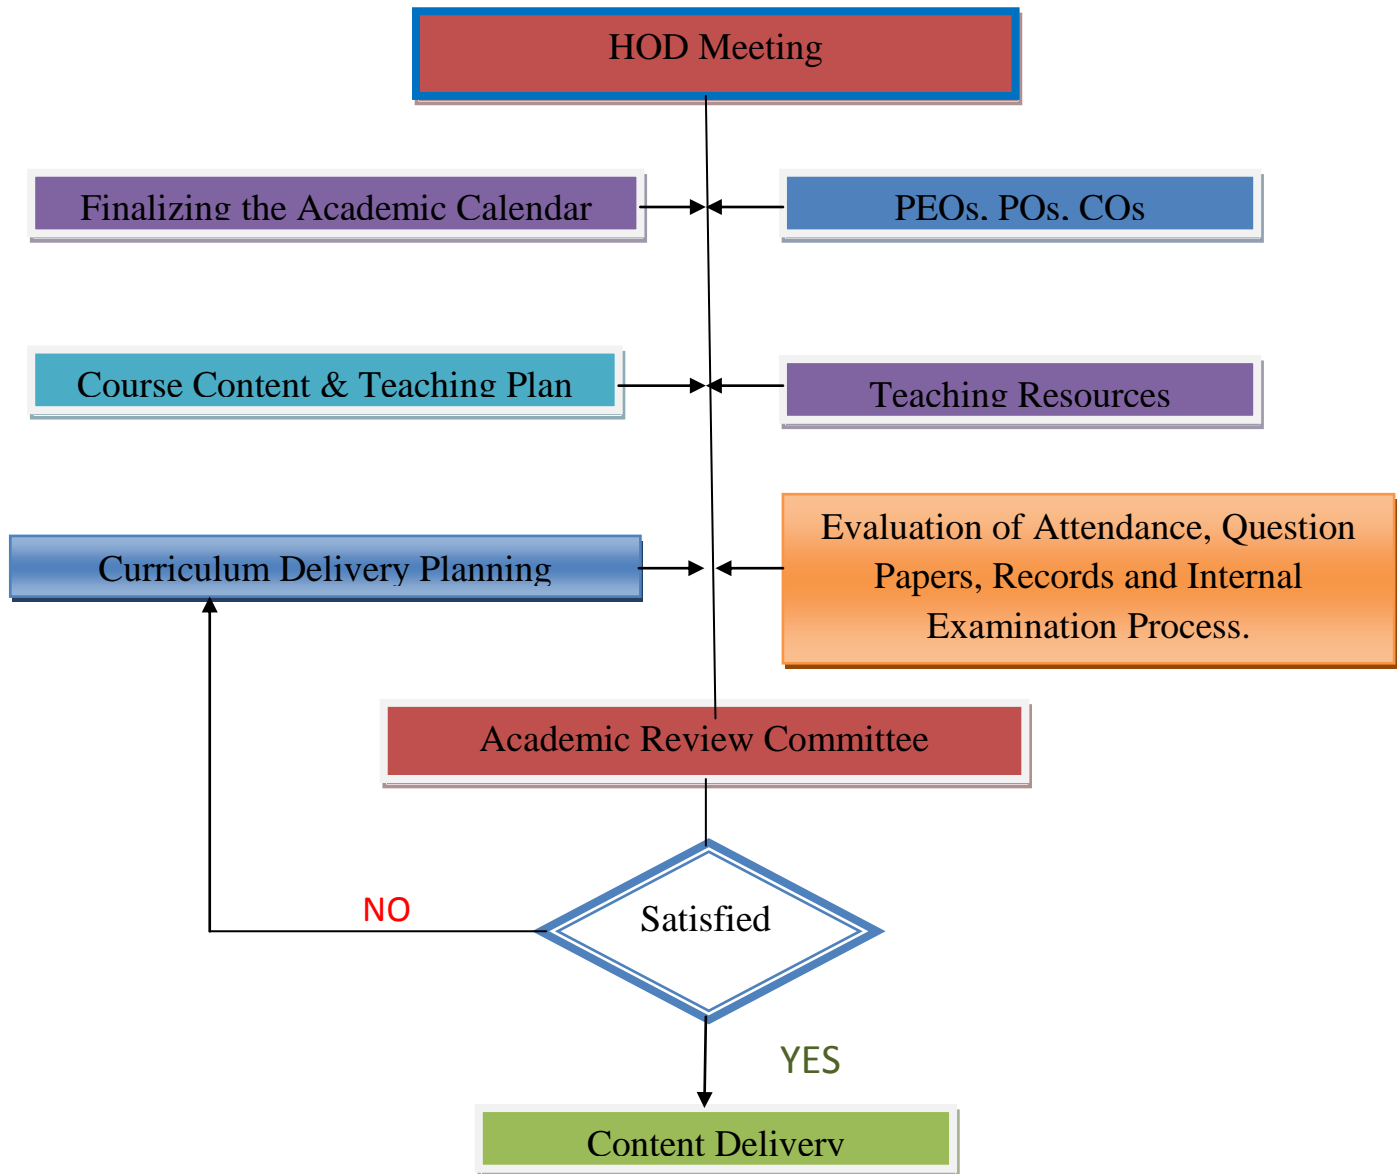 HOD Meeting
Finalizing the Academic Calendar
PEOs, POs, COs
Course Content & Teaching Plan
Teaching Resources
Curriculum Delivery Planning
Evaluation of Attendance, Question
Papers, Records and Internal
Examination Process.
Academic Review Committee
Satisfied
NO
YES
Content Delivery